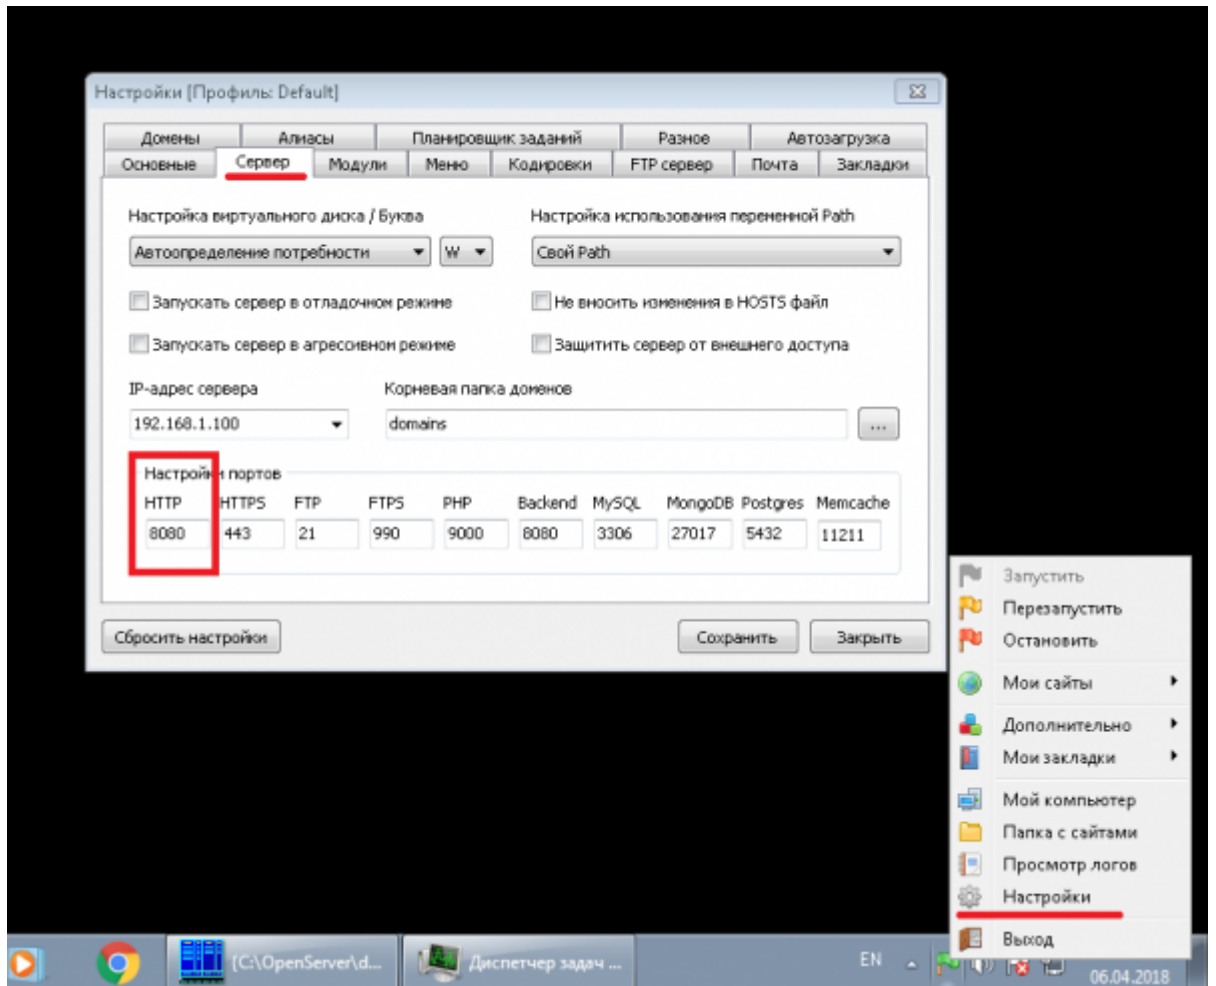 Настройки [Профиль: Default]
Домены Алиасы Планировщик заданий Разное Автозагрузка
Основные Сервер Модули Меню Кодировки FTP сервер Почта Закладки
Настройка виртуального диска / Буква Настройка использования переменной Path
Автоопределение потребности W Свой Path
Запускать сервер в отладочном режиме Не вносить изменения в HOSTS файл
Запускать сервер в агрессивном режиме Защитить сервер от внешнего доступа
IP-адрес сервера Корневая папка доменов
192.168.1.100 domains ...
Настройки портов
HTTP HTTPS FTP FTPS PHP Backend MySQL MongoDB Postgres Memcache
8080 443 21 990 9000 8080 3306 27017 5432 11211
Сбросить настройки Сохранить Закрыть
Запустить
Перезапустить
Остановить
Мои сайты
Дополнительно
Мои закладки
Мой компьютер
Папка с сайтами
Просмотр логов
Настройки
Выход
[C:\OpenServer\d... Диспетчер задач ... EN
06.04.2018